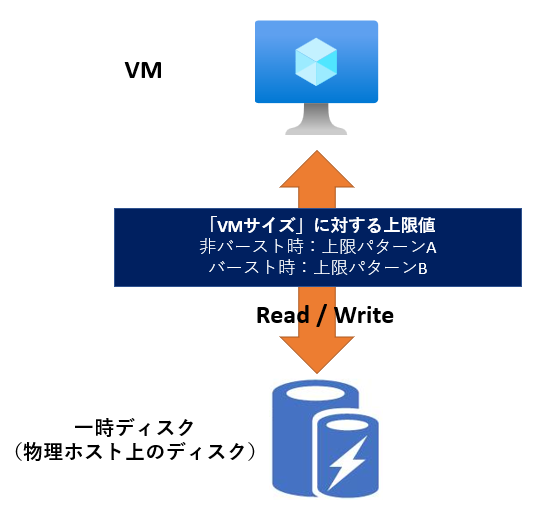 VM
「VMサイズ」に対する上限値
非バースト時：上限パターンA
バースト時：上限パターンB
Read / Write
一時ディスク
（物理ホスト上のディスク）